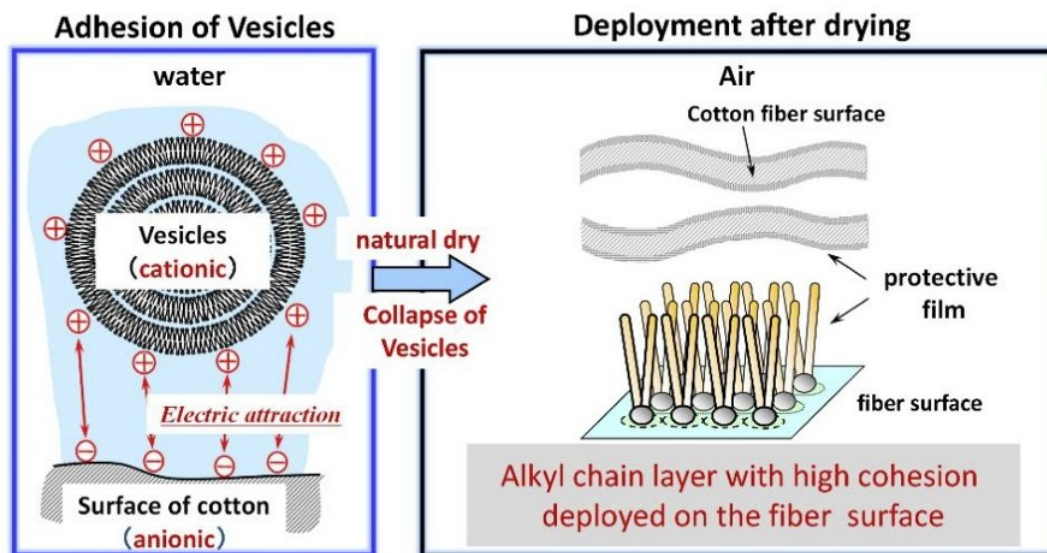 Adhesion of Vesicles
water
Vesicles
(cationic)
Electric attraction
Surface of cotton
(anionic)
natural dry
Collapse of
Vesicles
Deployment after drying
Air
Cotton fiber surface
protective
film
fiber surface
Alkyl chain layer with high cohesion
deployed on the fiber surface